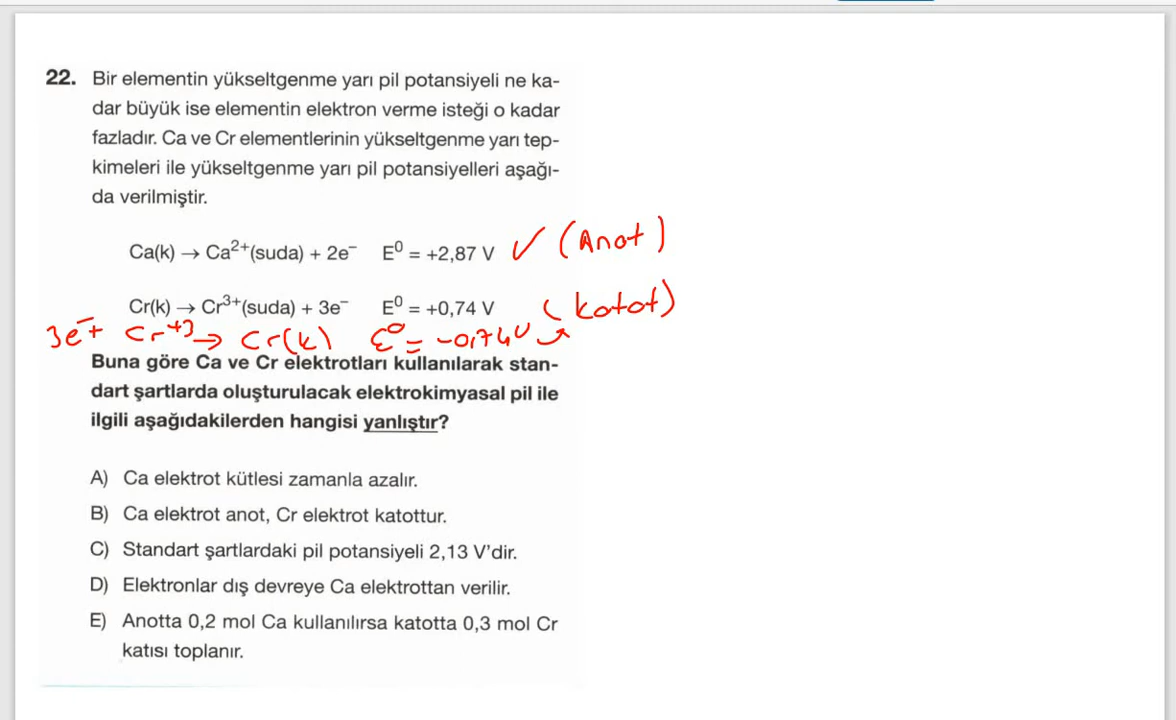 22. Bir elementin yükseltgenme yarı pil potansiyeli ne ka-
dar büyük ise elementin elektron verme isteği o kadar
fazladır. Ca ve Cr elementlerinin yükseltgenme yarı tep-
kimeleri ile yükseltgenme yarı pil potansiyelleri aşağı-
da verilmiştir.
Ca(k) → Ca²⁺(suda) + 2e⁻ E⁰ = +2,87 V ✓ (Anot)
Cr(k) → Cr³⁺(suda) + 3e⁻ E⁰ = +0,74 V (katot)
3e⁻+ Cr⁺³ → Cr(k) E⁰ = -0,74V
Buna göre Ca ve Cr elektrotları kullanılarak stan-
dart şartlarda oluşturulacak elektrokimyasal pil ile
ilgili aşağıdakilerden hangisi yanlıştır?
A) Ca elektrot kütlesi zamanla azalır.
B) Ca elektrot anot, Cr elektrot katottur.
C) Standart şartlardaki pil potansiyeli 2,13 V'dir.
D) Elektronlar dış devreye Ca elektrottan verilir.
E) Anotta 0,2 mol Ca kullanılırsa katotta 0,3 mol Cr
katısı toplanır.